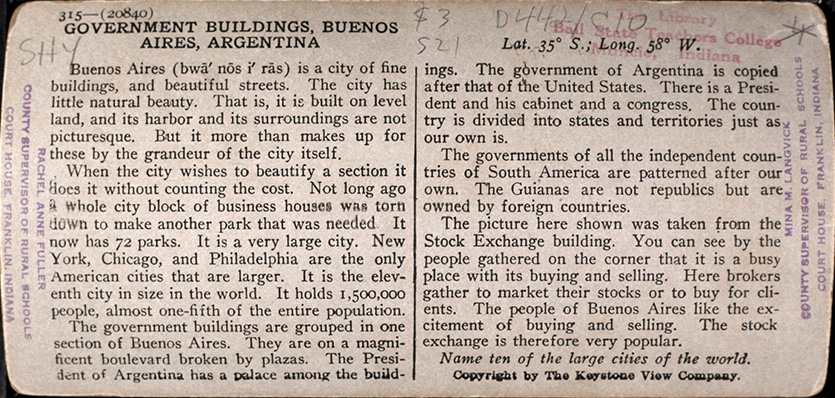 315—(20840)
GOVERNMENT BUILDINGS, BUENOS
AIRES, ARGENTINA
Buenos Aires (bwā′ nōs i′ rās) is a city of fine
buildings, and beautiful streets. The city has
little natural beauty. That is, it is built on level
land, and its harbor and its surroundings are not
picturesque. But it more than makes up for
these by the grandeur of the city itself.
When the city wishes to beautify a section it
does it without counting the cost. Not long ago
a whole city block of business houses was torn
down to make another park that was needed. It
now has 72 parks. It is a very large city. New
York, Chicago, and Philadelphia are the only
American cities that are larger. It is the elev-
enth city in size in the world. It holds 1,500,000
people, almost one-fifth of the entire population.
The government buildings are grouped in one
section of Buenos Aires. They are on a magni-
ficent boulevard broken by plazas. The Presi-
dent of Argentina has a palace among the build-
$3
521
SHY
Library
Ball State Teachers College
Muncie, Indiana
Lat. 35° S.; Long. 58° W.
ings. The government of Argentina is copied
after that of the United States. There is a Presi-
dent and his cabinet and a congress. The coun-
try is divided into states and territories just as
our own is.
The governments of all the independent coun-
tries of South America are patterned after our
own. The Guianas are not republics but are
owned by foreign countries.
The picture here shown was taken from the
Stock Exchange building. You can see by the
people gathered on the corner that it is a busy
place with its buying and selling. Here brokers
gather to market their stocks or to buy for cli-
ents. The people of Buenos Aires like the ex-
citement of buying and selling. The stock
exchange is therefore very popular.
Name ten of the large cities of the world.
Copyright by The Keystone View Company.
RACHEL ANNE FULLER
COUNTY SUPERVISOR OF RURAL SCHOOLS
COURT HOUSE, FRANKLIN, INDIANA
MINA M. LANGVICK
COUNTY SUPERVISOR OF RURAL SCHOOLS
COURT HOUSE, FRANKLIN, INDIANA